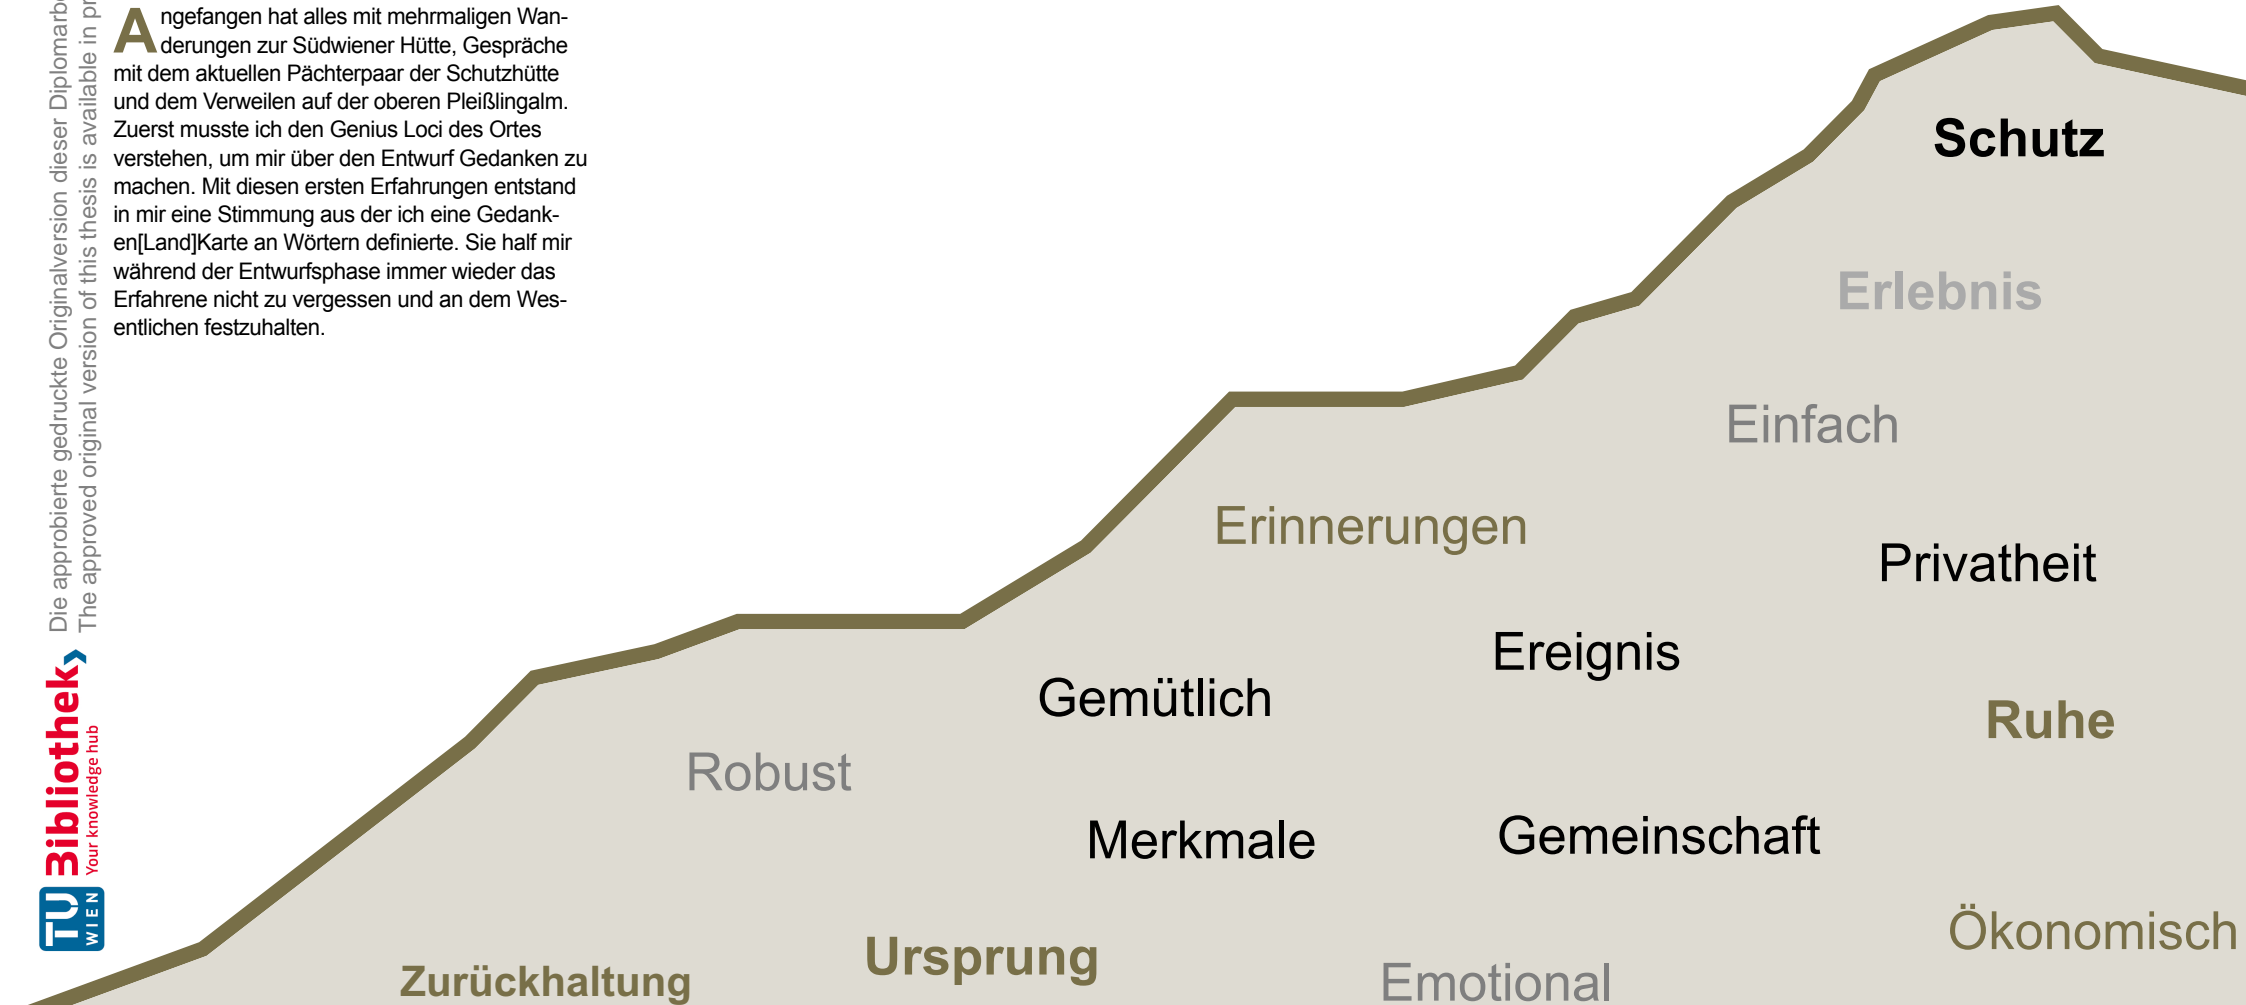 Angefangen hat alles mit mehrmaligen Wan-
derungen zur Südwiener Hütte, Gespräche
mit dem aktuellen Pächterpaar der Schutzhütte
und dem Verweilen auf der oberen Pleißlingalm.
Zuerst musste ich den Genius Loci des Ortes
verstehen, um mir über den Entwurf Gedanken zu
machen. Mit diesen ersten Erfahrungen entstand
in mir eine Stimmung aus der ich eine Gedank-
en[Land]Karte an Wörtern definierte. Sie half mir
während der Entwurfsphase immer wieder das
Erfahrene nicht zu vergessen und an dem Wes-
entlichen festzuhalten.
Schutz
Erlebnis
Einfach
Erinnerungen
Privatheit
Ereignis
Gemütlich
Ruhe
Robust
Merkmale
Gemeinschaft
Ökonomisch
Ursprung
Zurückhaltung
Emotional
Die approbierte gedruckte Originalversion dieser
The approved original version of this thesis is available in
TU Bibliothek
WIEN Your knowledge hub